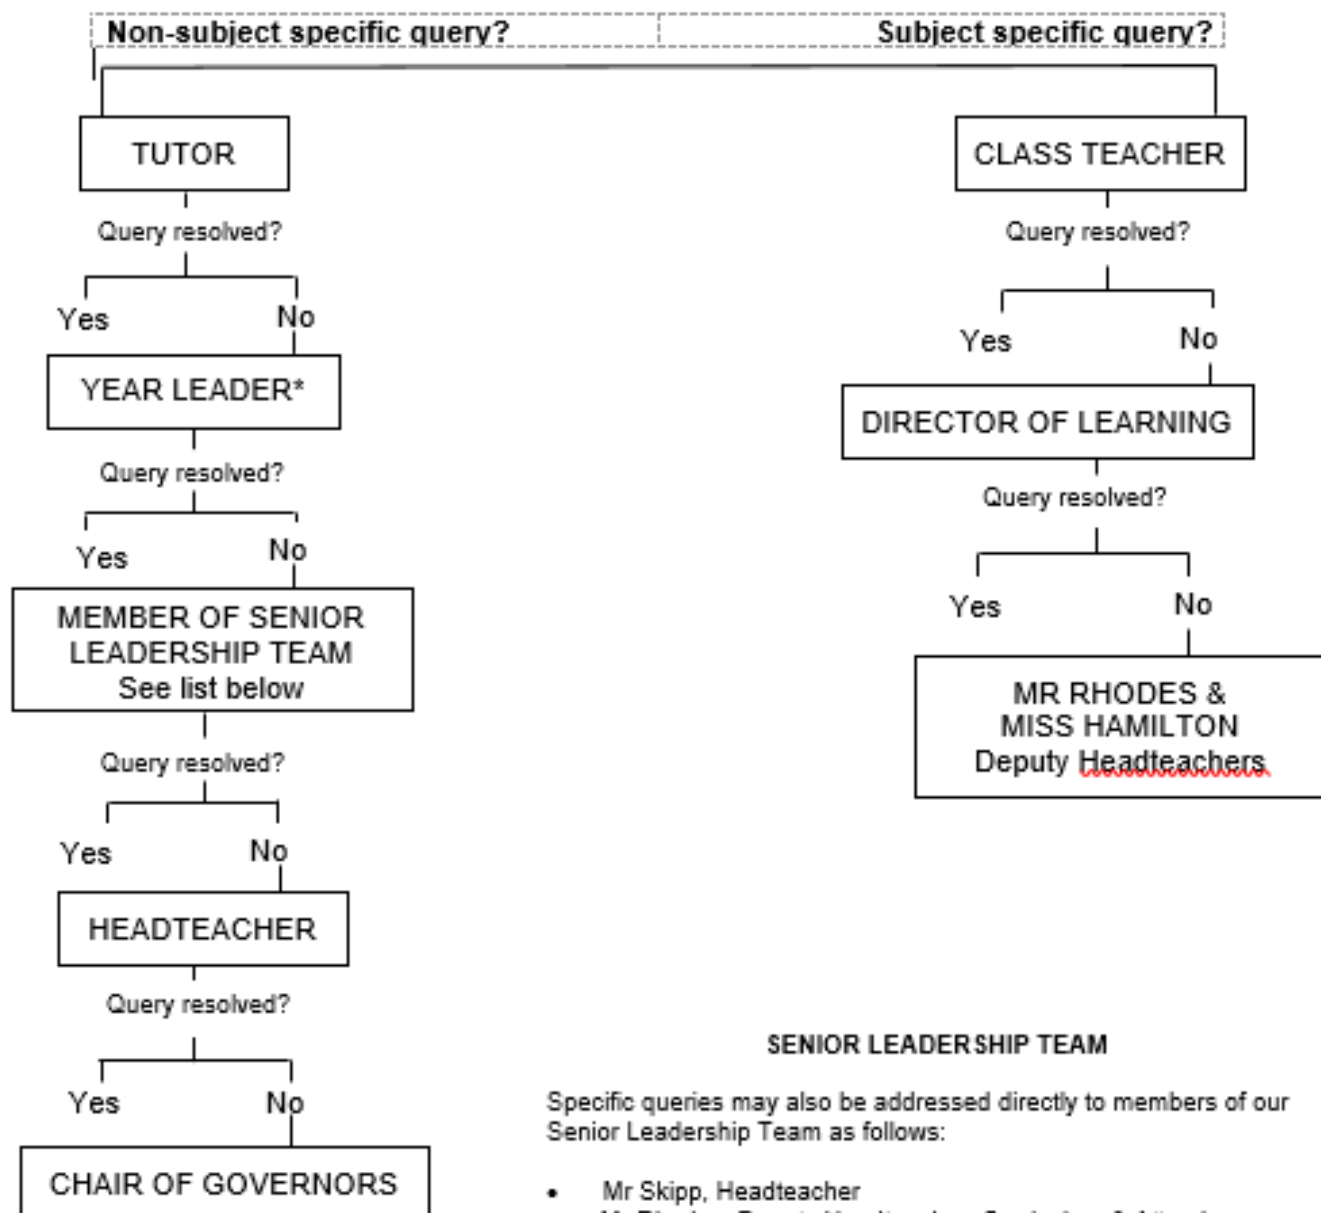 Non-subject specific query?
Subject specific query?
TUTOR
Query resolved?
Yes
No
YEAR LEADER*
Query resolved?
Yes
No
MEMBER OF SENIOR
LEADERSHIP TEAM
See list below
Query resolved?
Yes
No
HEADTEACHER
Query resolved?
Yes
No
CHAIR OF GOVERNORS
CLASS TEACHER
Query resolved?
Yes
No
DIRECTOR OF LEARNING
Query resolved?
Yes
No
MR RHODES &
MISS HAMILTON
Deputy Headteachers
SENIOR LEADERSHIP TEAM
Specific queries may also be addressed directly to members of our
Senior Leadership Team as follows:
• Mr Skipp, Headteacher